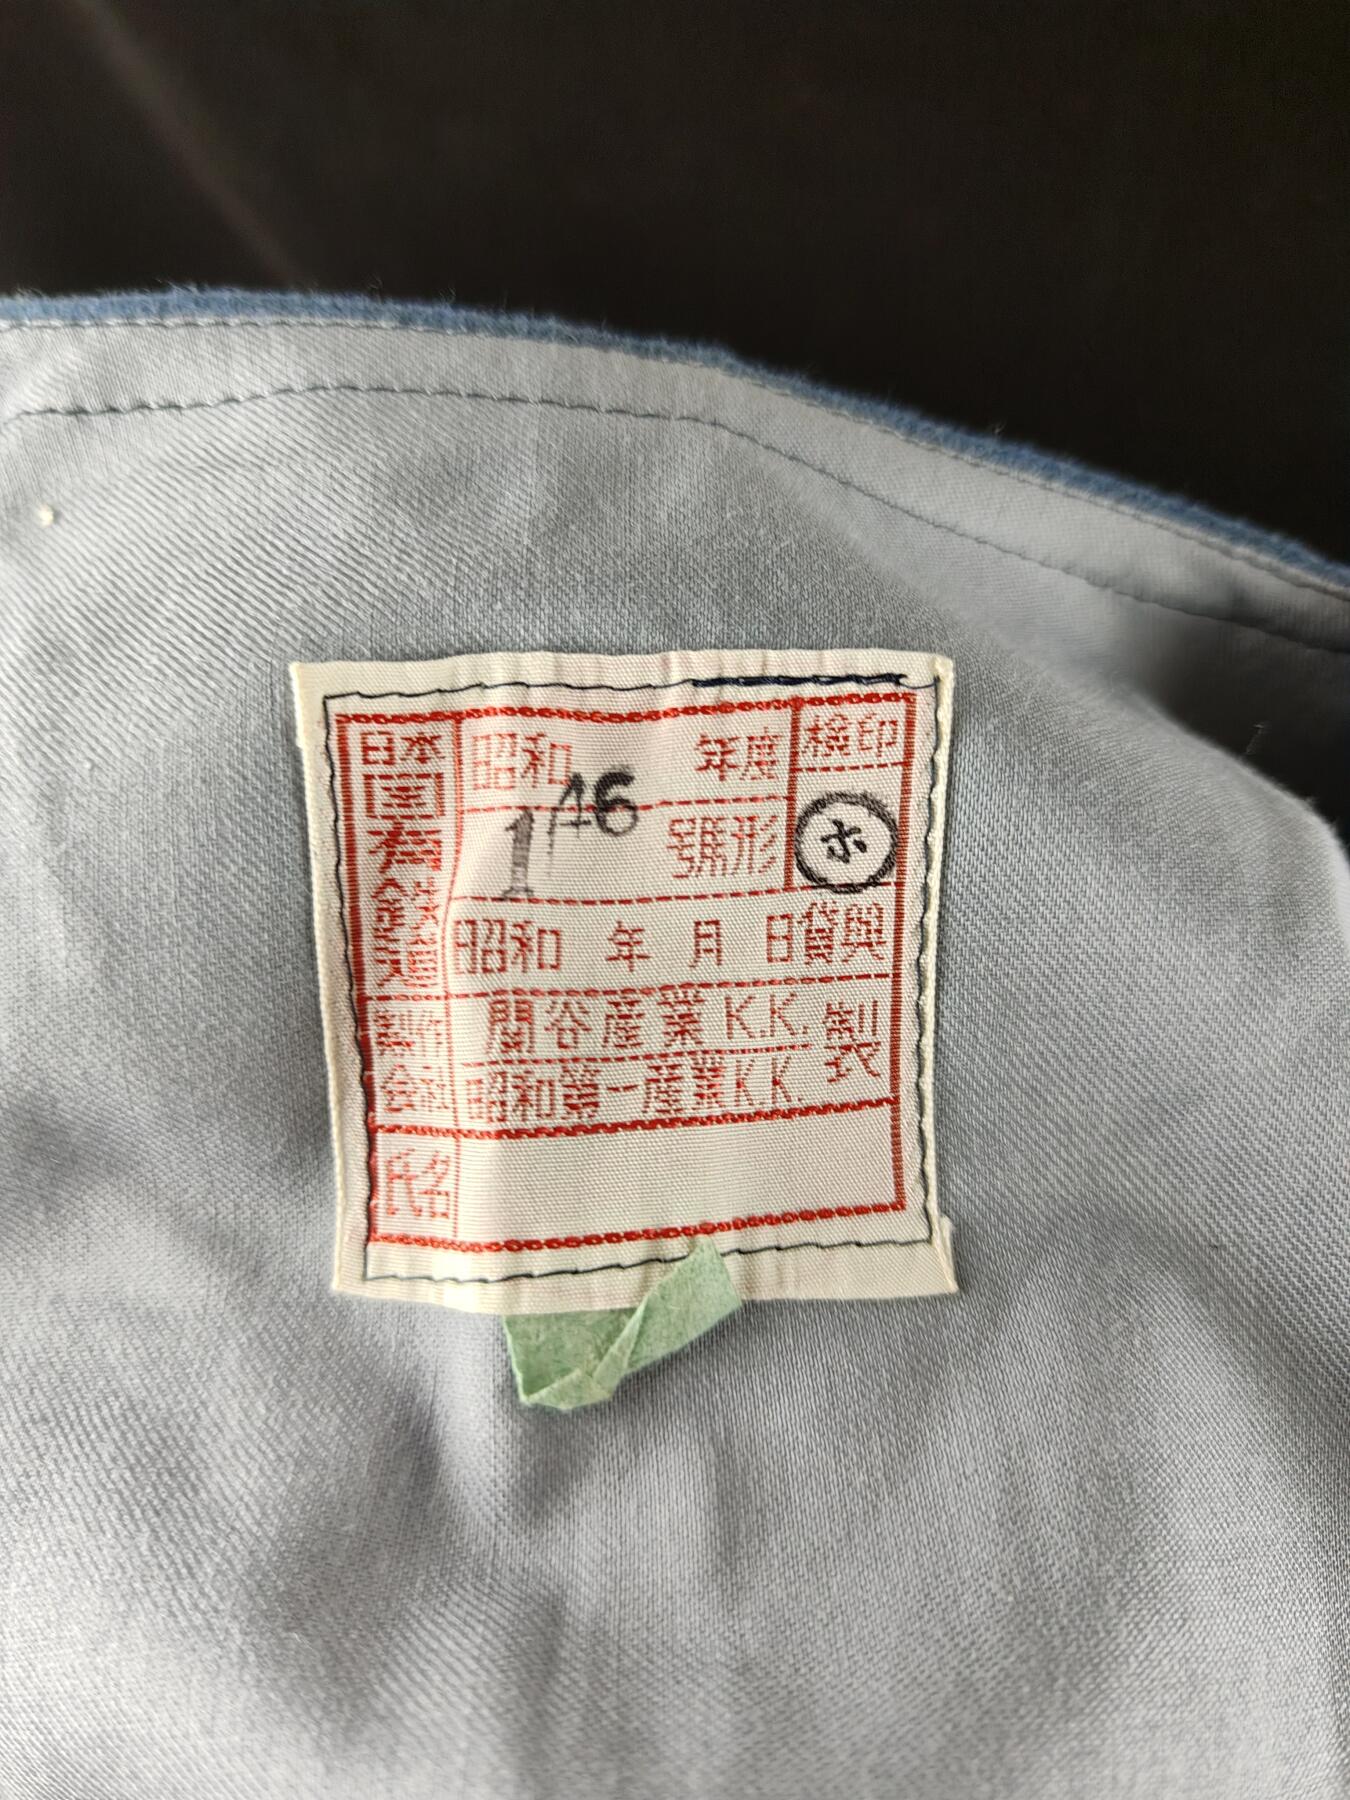 日本国有鉄道
昭和 46 年度
検印
1 號形
ホ
昭和 年 月 日貸與
製作会社
關谷産業K.K.製
昭和第一産業K.K.
氏名